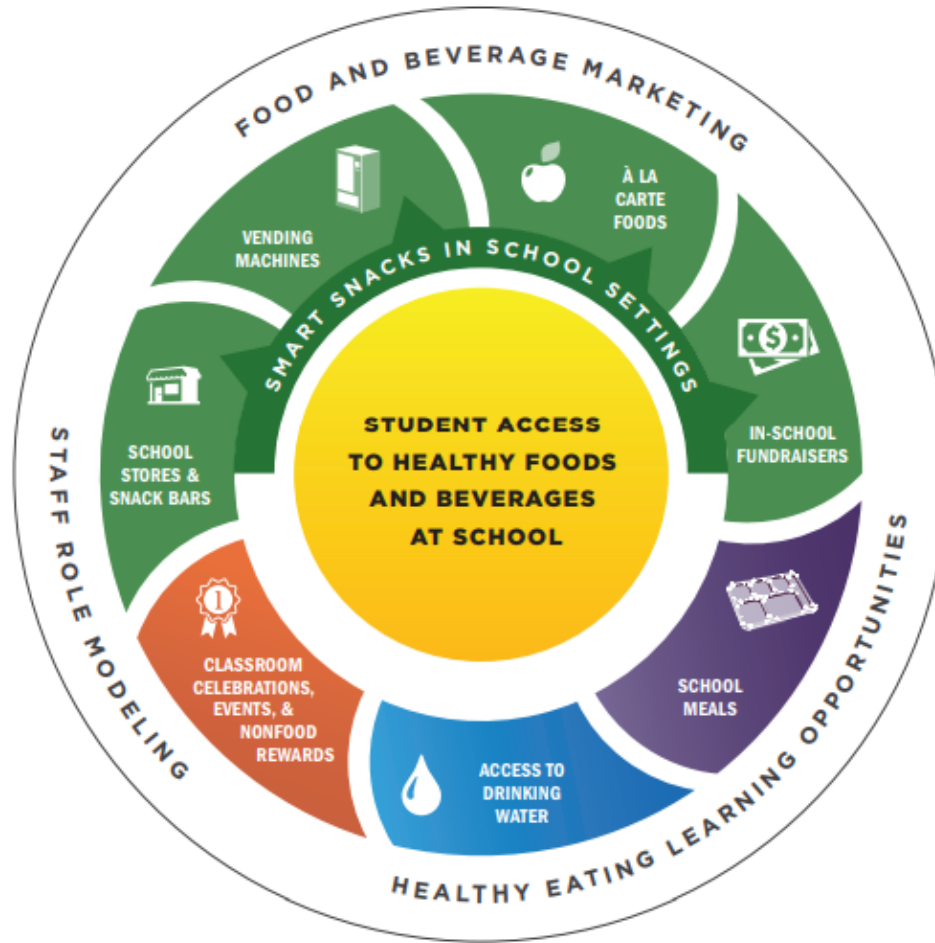 FOOD AND BEVERAGE MARKETING
VENDING
MACHINES
À LA
CARTE
FOODS
SMART SNACKS IN SCHOOL SETTINGS
$
IN-SCHOOL
FUNDRAISERS
SCHOOL
STORES &
SNACK BARS
STUDENT ACCESS
TO HEALTHY FOODS
AND BEVERAGES
AT SCHOOL
1
CLASSROOM
CELEBRATIONS,
EVENTS, &
NONFOOD
REWARDS
ACCESS TO
DRINKING
WATER
SCHOOL
MEALS
STAFF ROLE MODELING
HEALTHY EATING LEARNING OPPORTUNITIES